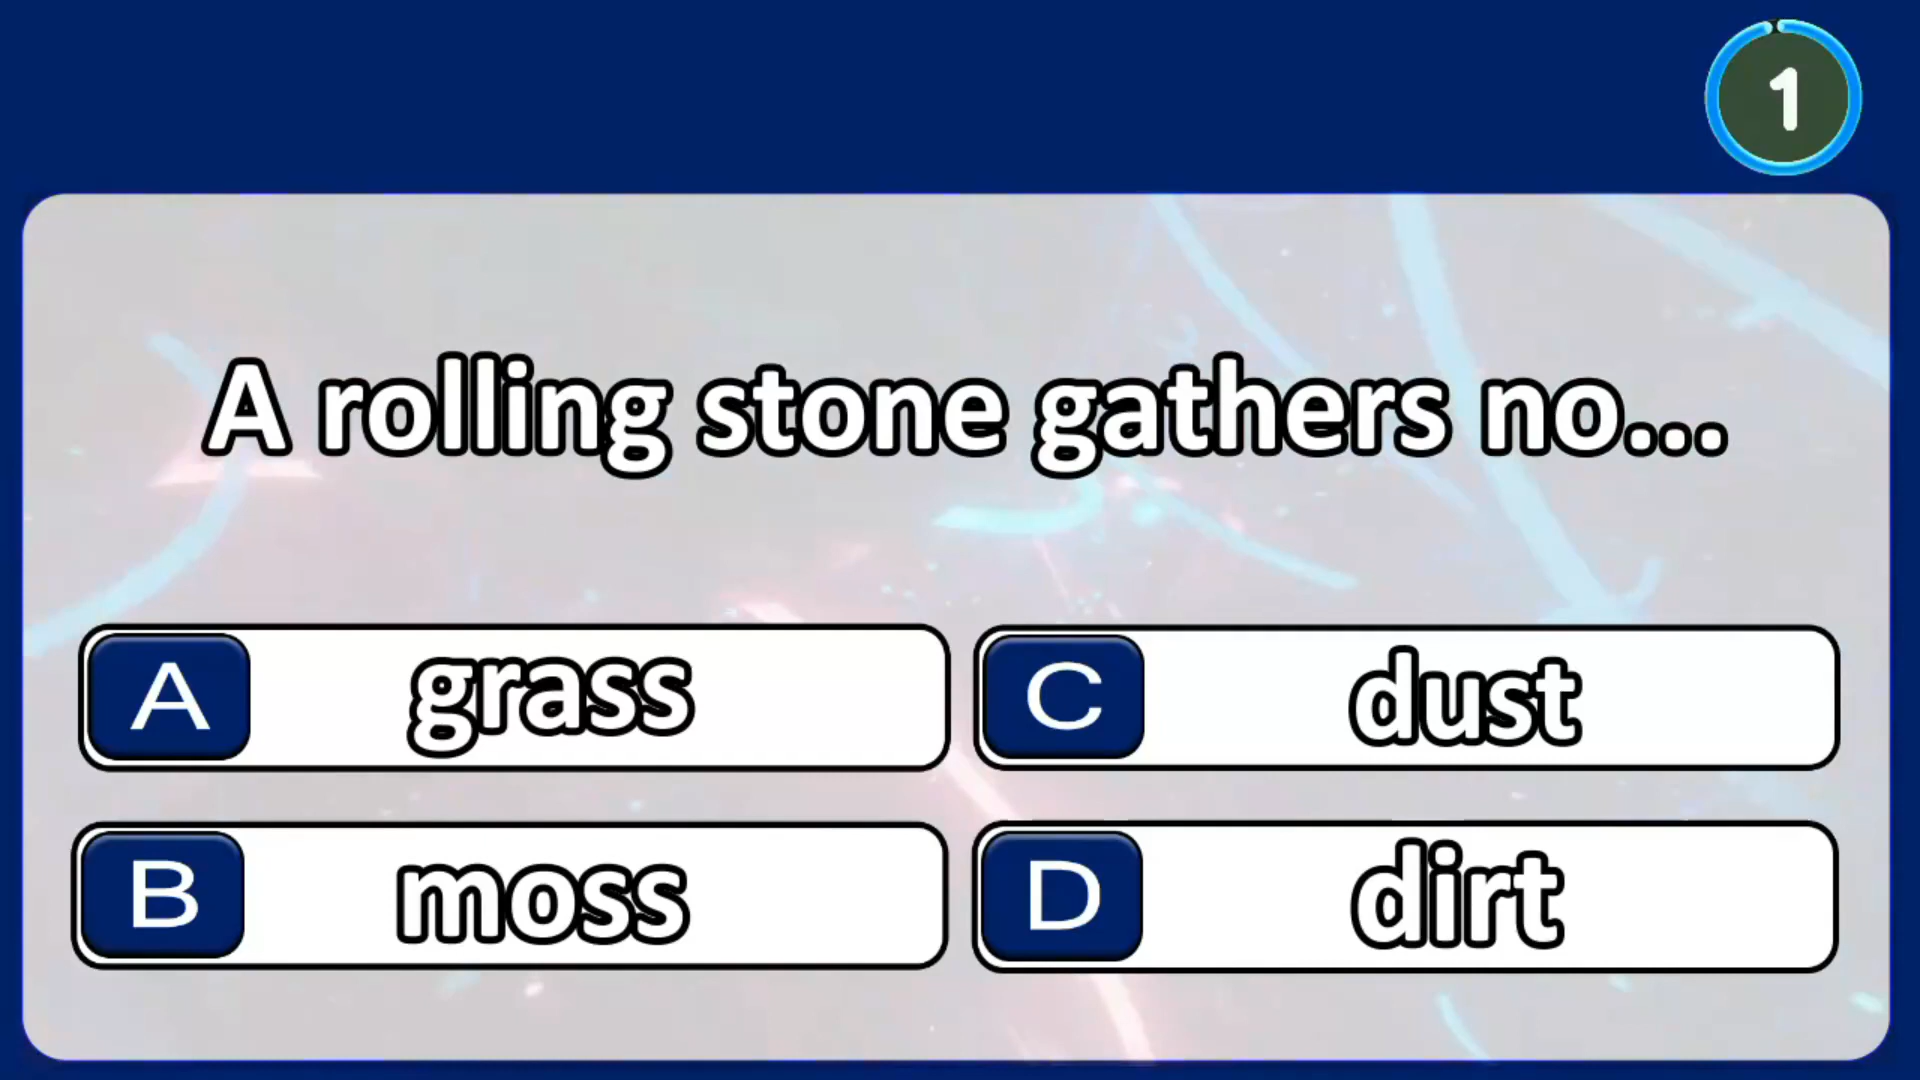 1
A rolling stone gathers no...
A grass
C dust
B moss
D dirt